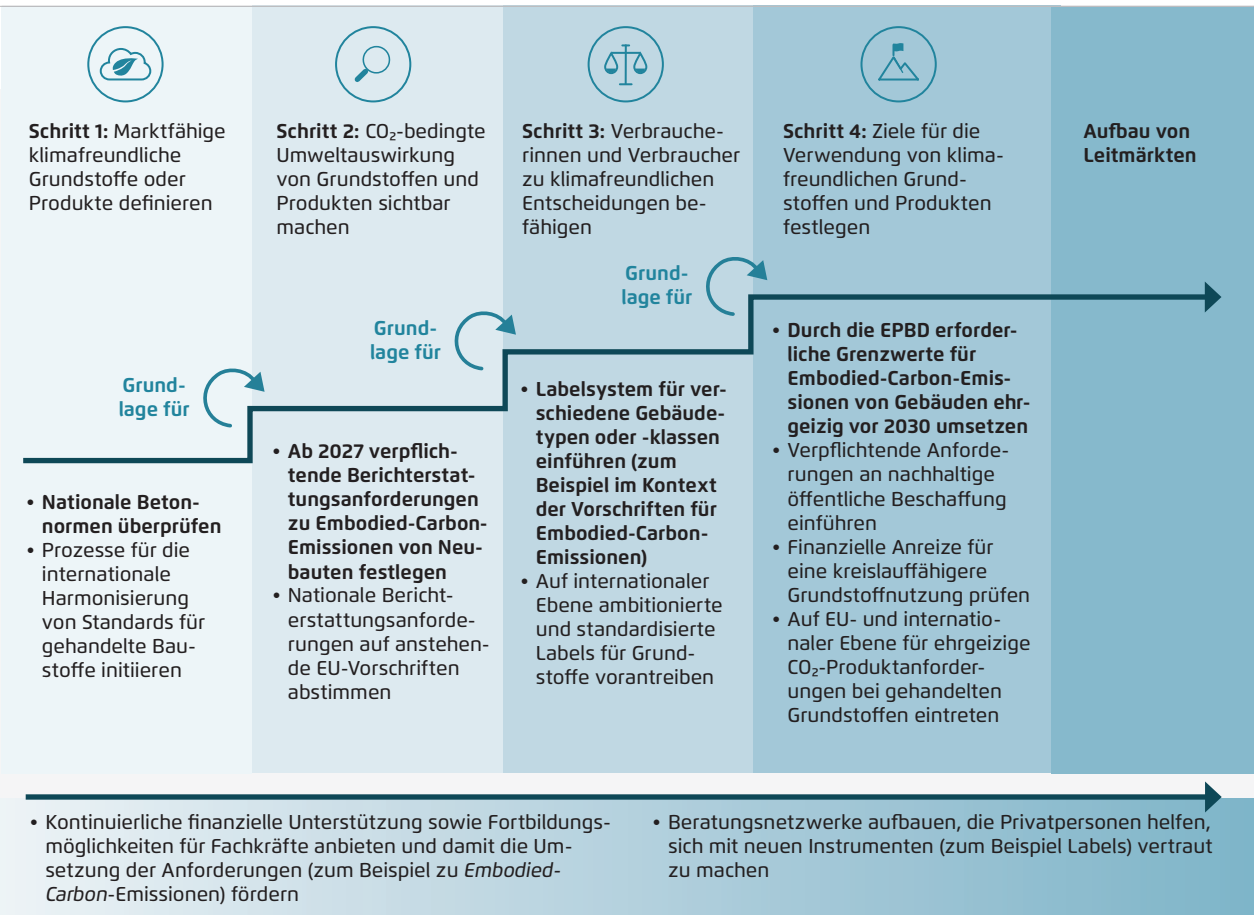 Schritt 1: Marktfähige
klimafreundliche
Grundstoffe oder
Produkte definieren
Schritt 2: CO₂-bedingte
Umweltauswirkung
von Grundstoffen und
Produkten sichtbar
machen
Schritt 3: Verbrauche-
rinnen und Verbraucher
zu klimafreundlichen
Entscheidungen be-
fähigen
Schritt 4: Ziele für die
Verwendung von klima-
freundlichen Grund-
stoffen und Produkten
festlegen
Aufbau von
Leitmärkten
Grund-
lage für
Grund-
lage für
Grund-
lage für
• Nationale Beton-
normen überprüfen
• Prozesse für die
internationale
Harmonisierung
von Standards für
gehandelte Bau-
stoffe initiieren
• Ab 2027 verpflich-
tende Berichterstat-
tungsanforderungen
zu Embodied-Carbon-
Emissionen von Neu-
bauten festlegen
• Nationale Bericht-
erstattungsanforde-
rungen auf anstehen-
de EU-Vorschriften
abstimmen
• Labelsystem für ver-
schiedene Gebäude-
typen oder -klassen
einführen (zum
Beispiel im Kontext
der Vorschriften für
Embodied-Carbon-
Emissionen)
• Auf internationaler
Ebene ambitionierte
und standardisierte
Labels für Grund-
stoffe vorantreiben
• Durch die EPBD erforder-
liche Grenzwerte für
Embodied-Carbon-Emis-
sionen von Gebäuden ehr-
geizig vor 2030 umsetzen
• Verpflichtende Anforde-
rungen an nachhaltige
öffentliche Beschaffung
einführen
• Finanzielle Anreize für
eine kreislauffähigere
Grundstoffnutzung prüfen
• Auf EU- und internatio-
naler Ebene für ehrgeizige
CO₂-Produktanforder-
ungen bei gehandelten
Grundstoffen eintreten
• Kontinuierliche finanzielle Unterstützung sowie Fortbildungs-
möglichkeiten für Fachkräfte anbieten und damit die Um-
setzung der Anforderungen (zum Beispiel zu Embodied-
Carbon-Emissionen) fördern
• Beratungsnetzwerke aufbauen, die Privatpersonen helfen,
sich mit neuen Instrumenten (zum Beispiel Labels) vertraut
zu machen